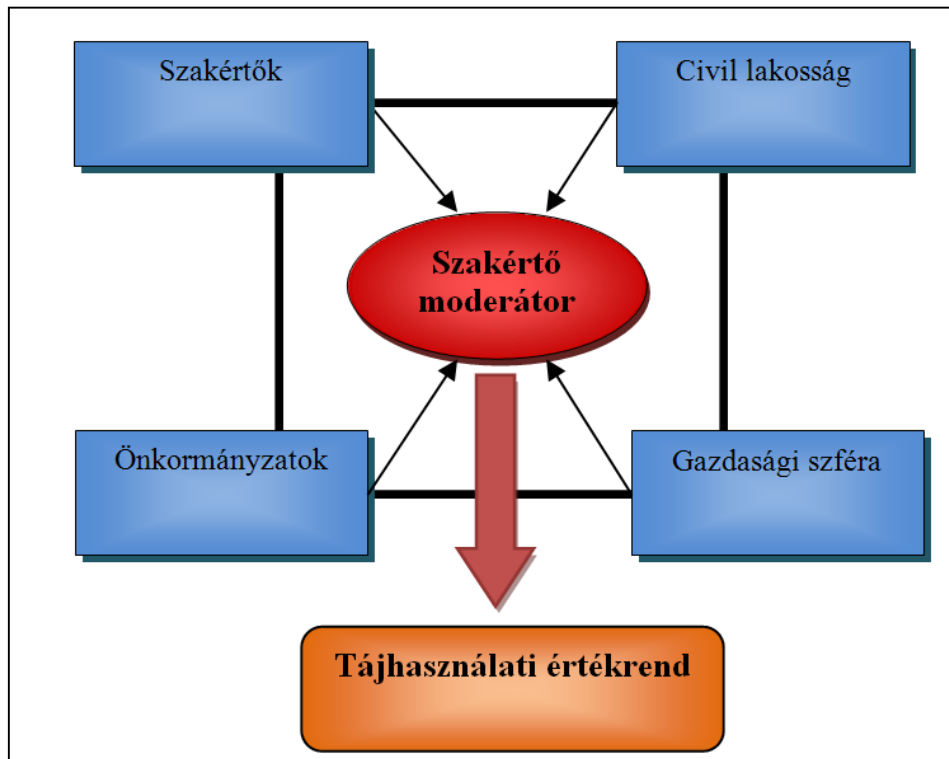 Szakértők
Civil lakosság
Szakértő
moderátor
Önkormányzatok
Gazdasági szféra
Tájhasználati értékrend